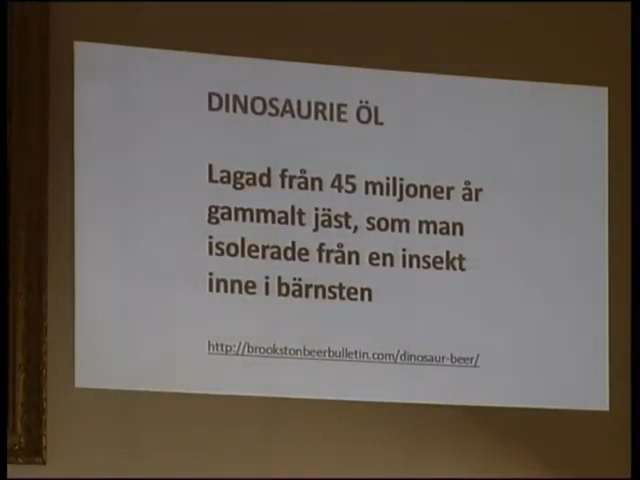 DINOSAURIE ÖL
Lagad från 45 miljoner år
gammalt jäst, som man
isolerade från en insekt
inne i bärnsten
http://brookstonbeerbulletin.com/dinosaur-beer/